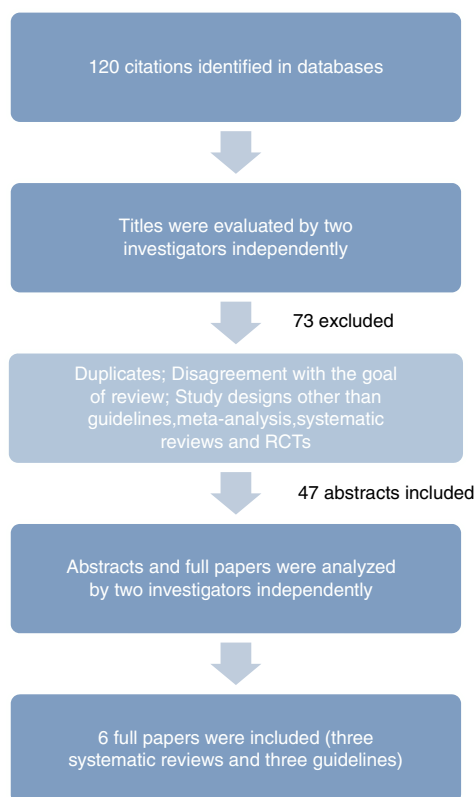 120 citations identified in databases
Titles were evaluated by two
investigators independently
73 excluded
Duplicates; Disagreement with the goal
of review; Study designs other than
guidelines,meta-analysis,systematic
reviews and RCTs
47 abstracts included
Abstracts and full papers were analyzed
by two investigators independently
6 full papers were included (three
systematic reviews and three guidelines)